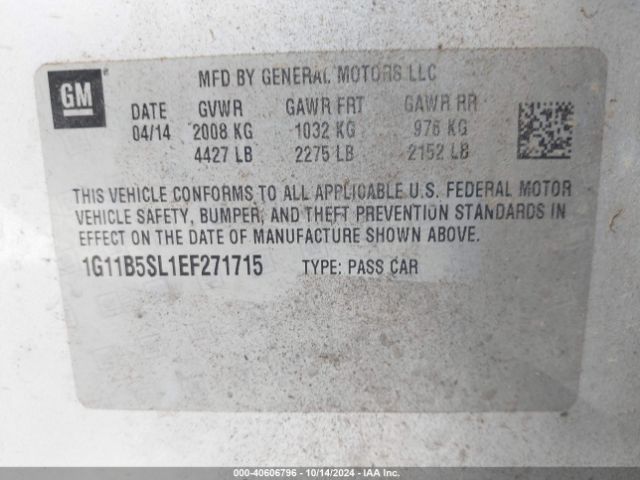 GM
MFD BY GENERAL MOTORS LLC
DATE GVWR GAWR FRT GAWR RR
04/14 2008 KG 1032 KG 976 KG
4427 LB 2275 LB 2152 LB
THIS VEHICLE CONFORMS TO ALL APPLICABLE U.S. FEDERAL MOTOR
VEHICLE SAFETY, BUMPER, AND THEFT PREVENTION STANDARDS IN
EFFECT ON THE DATE OF MANUFACTURE SHOWN ABOVE.
1G11B5SL1EF271715 TYPE: PASS CAR
000-40606796 - 10/14/2024 - IAAI.COM